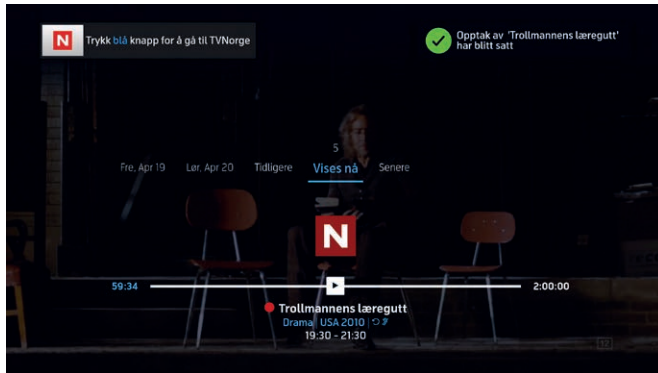 N
Trykk blå knapp for å gå til TVNorge
Opptak av 'Trollmannens læregutt'
har blitt satt
5
Fre, Apr 19
Lør, Apr 20
Tidligere
Vises nå
Senere
N
59:34
2:00:00
Trollmannens læregutt
Drama | USA 2010 |
19:30 - 21:30
12